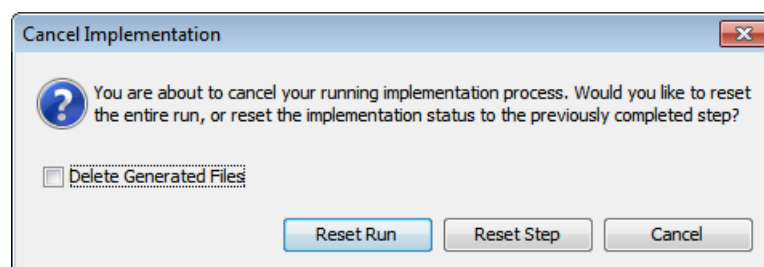 Cancel Implementation
You are about to cancel your running implementation process. Would you like to reset
the entire run, or reset the implementation status to the previously completed step?
Delete Generated Files
Reset Run Reset Step Cancel